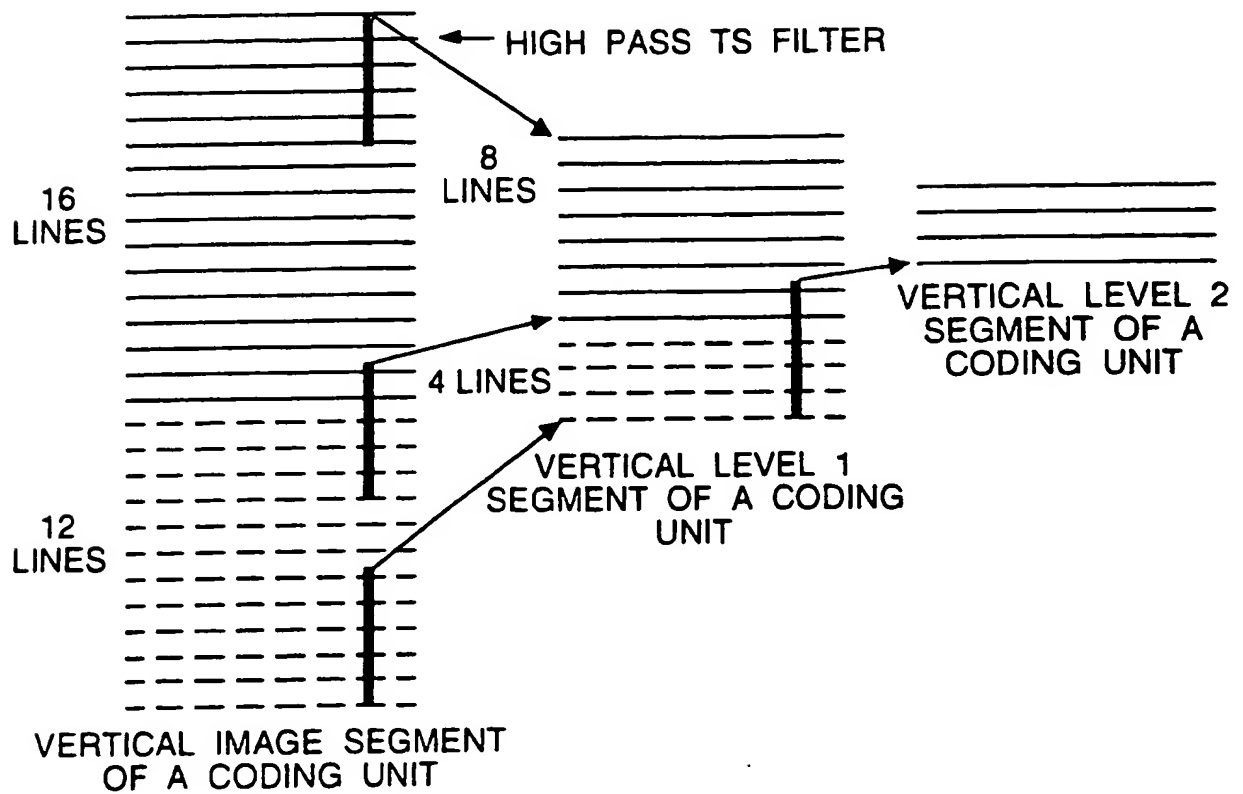 HIGH PASS TS FILTER
16
LINES
8
LINES
4 LINES
12
LINES
VERTICAL LEVEL 2
SEGMENT OF A
CODING UNIT
VERTICAL LEVEL 1
SEGMENT OF A CODING
UNIT
VERTICAL IMAGE SEGMENT
OF A CODING UNIT